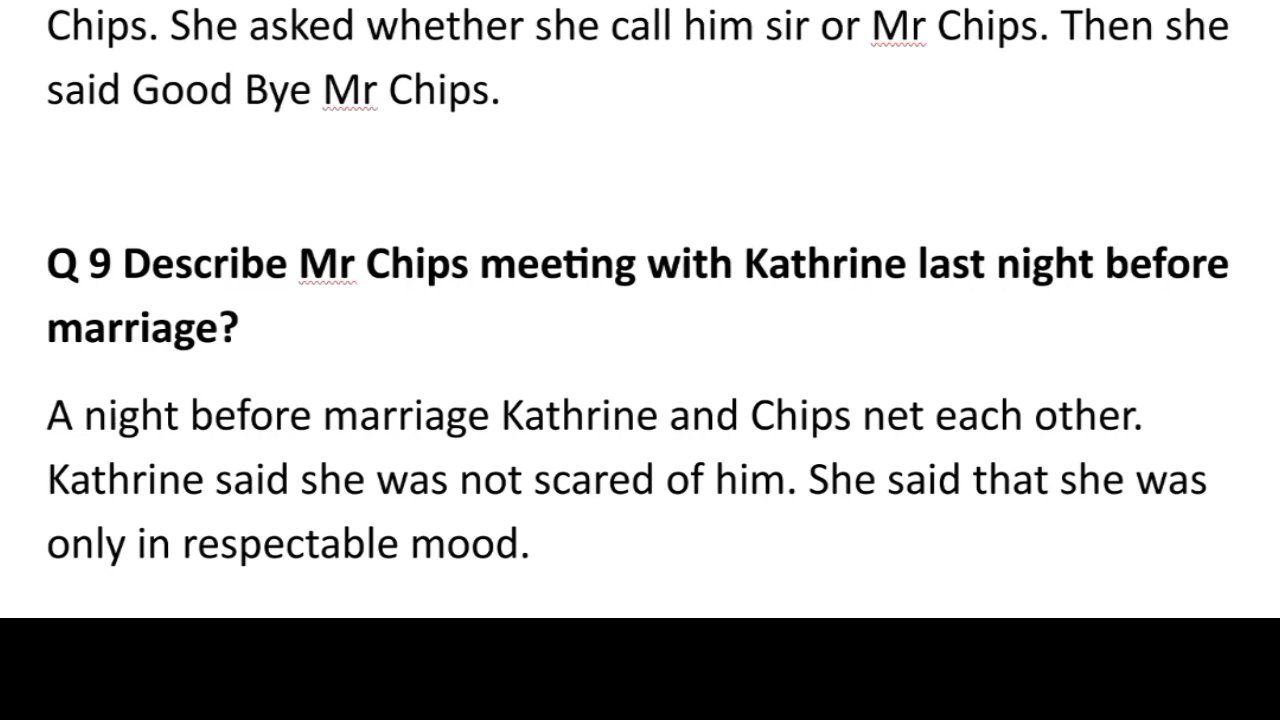 Chips. She asked whether she call him sir or Mr Chips. Then she
said Good Bye Mr Chips.
Q 9 Describe Mr Chips meeting with Kathrine last night before
marriage?
A night before marriage Kathrine and Chips net each other.
Kathrine said she was not scared of him. She said that she was
only in respectable mood.